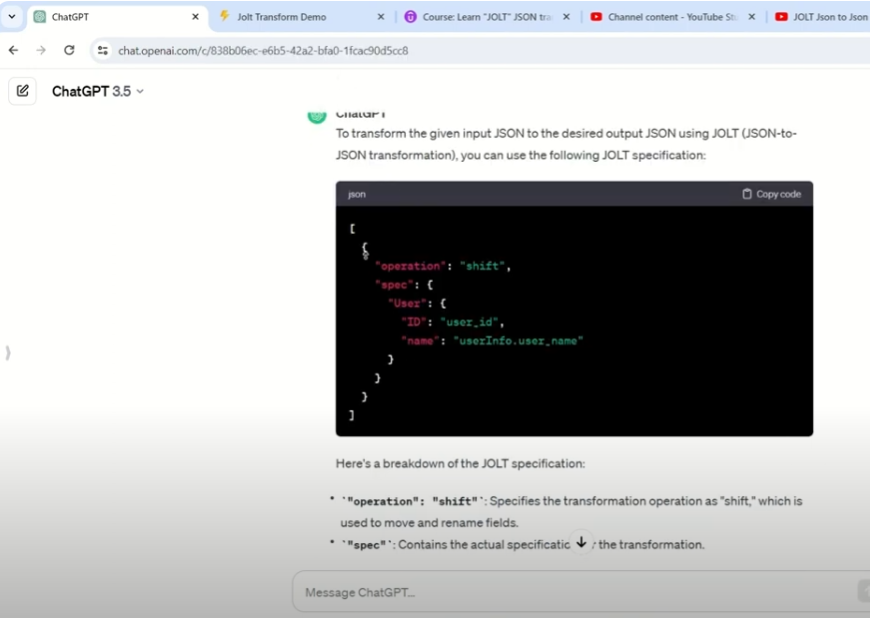 ChatGPT
Jolt Transform Demo
Course: Learn "JOLT" JSON tra
Channel content - YouTube St
JOLT Json to Json
chat.openai.com/c/838b06ec-e6b5-42a2-bfa0-1fcac90d5cc8
ChatGPT 3.5
ChatGPT
To transform the given input JSON to the desired output JSON using JOLT (JSON-to-
JSON transformation), you can use the following JOLT specification:
json
Copy code
[
{
"operation": "shift",
"spec": {
"User": {
"ID": "user_id",
"name": "userInfo.user_name"
}
}
}
]
Here's a breakdown of the JOLT specification:
• `"operation": "shift"`: Specifies the transformation operation as "shift," which is
used to move and rename fields.
• `"spec"`: Contains the actual specificatio the transformation.
Message ChatGPT...